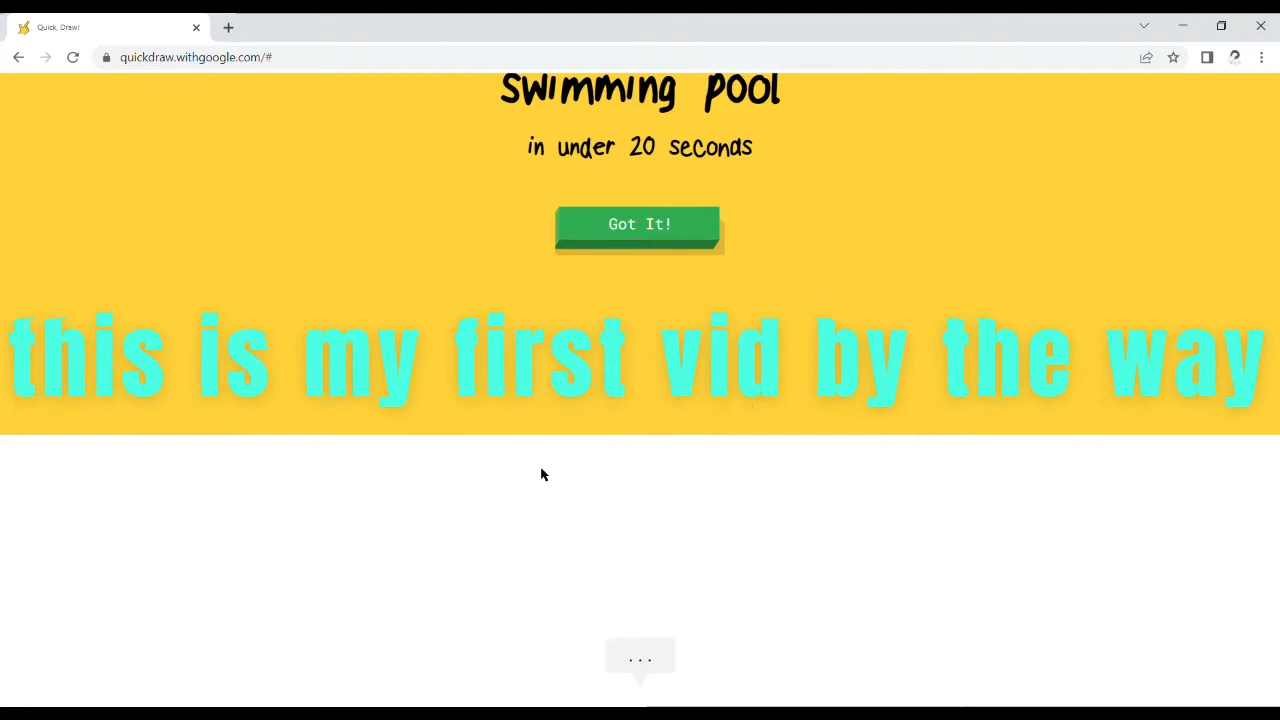 Quick, Draw!
quickdraw.withgoogle.com/#
swimming pool
in under 20 seconds
Got It!
this is my first vid by the way
...